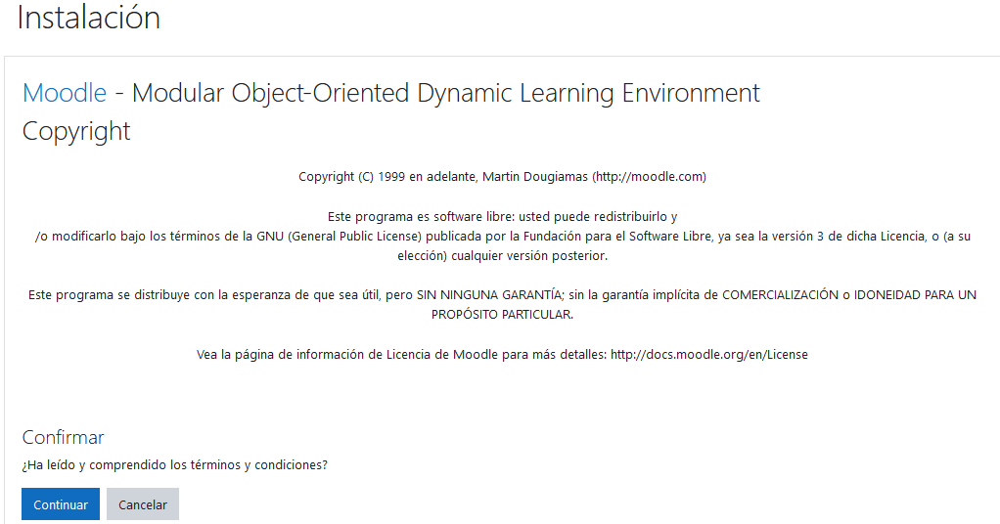 Instalación
Moodle - Modular Object-Oriented Dynamic Learning Environment
Copyright
Copyright (C) 1999 en adelante, Martin Dougiamas (http://moodle.com)
Este programa es software libre: usted puede redistribuirlo y
/o modificarlo bajo los términos de la GNU (General Public License) publicada por la Fundación para el Software Libre, ya sea la versión 3 de dicha Licencia, o (a su
elección) cualquier versión posterior.
Este programa se distribuye con la esperanza de que sea útil, pero SIN NINGUNA GARANTÍA; sin la garantía implícita de COMERCIALIZACIÓN o IDONEIDAD PARA UN
PROPÓSITO PARTICULAR.
Vea la página de información de Licencia de Moodle para más detalles: http://docs.moodle.org/en/License
Confirmar
¿Ha leído y comprendido los términos y condiciones?
Continuar Cancelar